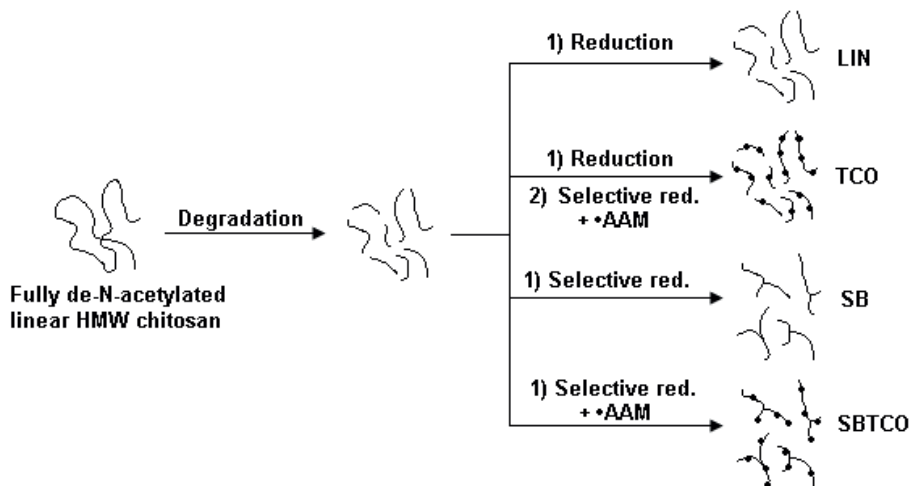 1) Reduction
LIN
1) Reduction
2) Selective red.
+ •AAM
TCO
Degradation
Fully de-N-acetylated
linear HMW chitosan
1) Selective red.
SB
1) Selective red.
+ •AAM
SBTCO